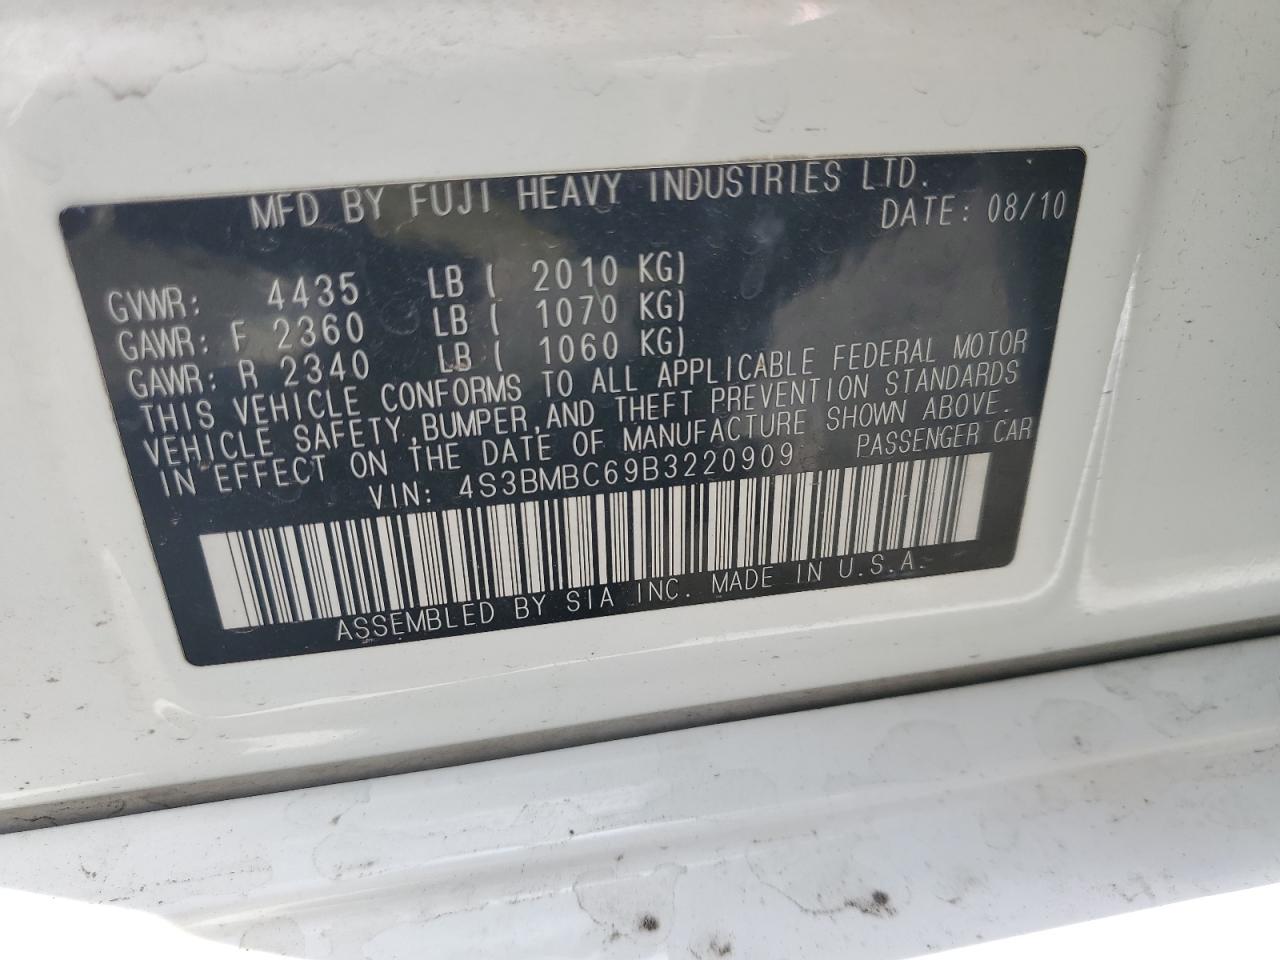 MFD BY FUJI HEAVY INDUSTRIES LTD.
DATE: 08/10
GVWR: 4435 LB ( 2010 KG)
GAWR: F 2360 LB ( 1070 KG)
GAWR: R 2340 LB ( 1060 KG)
THIS VEHICLE CONFORMS TO ALL APPLICABLE FEDERAL MOTOR
VEHICLE SAFETY,BUMPER,AND THEFT PREVENTION STANDARDS
IN EFFECT ON THE DATE OF MANUFACTURE SHOWN ABOVE.
VIN: 4S3BMBC69B3220909 PASSENGER CAR
ASSEMBLED BY SIA INC. MADE IN U.S.A.